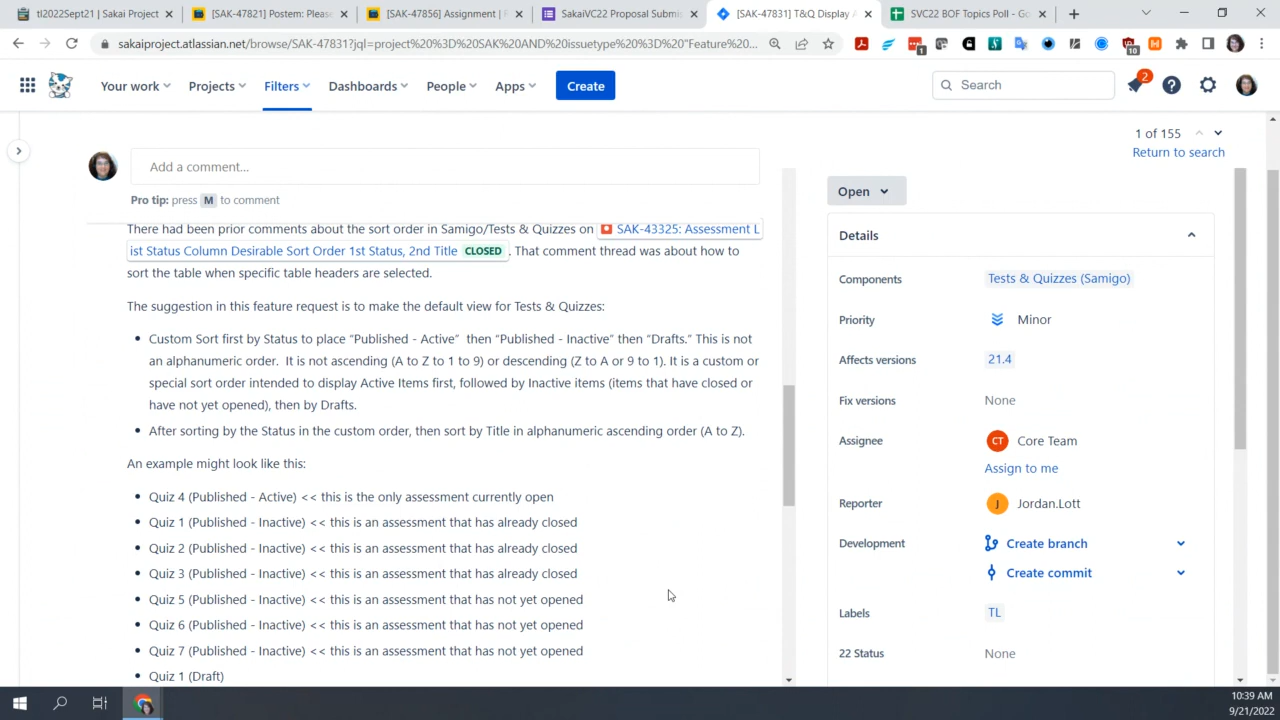 tl2022Sept21 | Sakai Project
[SAK-47821] Postem: Please
[SAK-47856] Assignment | R
SakaiVC22 Proposal Submis
[SAK-47831] T&Q Display A
SVC22 BOF Topics Poll - Go
sakaiproject.atlassian.net/browse/SAK-47831?jql=project%20%3D%20SAK%20AND%20issuetype%20%3D%20"Feature%...
1
10
Your work
Projects
Filters
Dashboards
People
Apps
Create
Search
2
1 of 155
Return to search
Add a comment...
Pro tip: press M to comment
There had been prior comments about the sort order in Samigo/Tests & Quizzes on SAK-43325: Assessment L
ist Status Column Desirable Sort Order 1st Status, 2nd Title CLOSED . That comment thread was about how to
sort the table when specific table headers are selected.
The suggestion in this feature request is to make the default view for Tests & Quizzes:
• Custom Sort first by Status to place "Published - Active" then "Published - Inactive" then "Drafts." This is not
an alphanumeric order. It is not ascending (A to Z to 1 to 9) or descending (Z to A or 9 to 1). It is a custom or
special sort order intended to display Active Items first, followed by Inactive items (items that have closed or
have not yet opened), then by Drafts.
• After sorting by the Status in the custom order, then sort by Title in alphanumeric ascending order (A to Z).
An example might look like this:
• Quiz 4 (Published - Active) << this is the only assessment currently open
• Quiz 1 (Published - Inactive) << this is an assessment that has already closed
• Quiz 2 (Published - Inactive) << this is an assessment that has already closed
• Quiz 3 (Published - Inactive) << this is an assessment that has already closed
• Quiz 5 (Published - Inactive) << this is an assessment that has not yet opened
• Quiz 6 (Published - Inactive) << this is an assessment that has not yet opened
• Quiz 7 (Published - Inactive) << this is an assessment that has not yet opened
• Quiz 1 (Draft)
Open
Details
Components
Tests & Quizzes (Samigo)
Priority
Minor
Affects versions
21.4
Fix versions
None
Assignee
CT Core Team
Assign to me
Reporter
J Jordan.Lott
Development
Create branch
Create commit
Labels
TL
22 Status
None
10:39 AM
9/21/2022